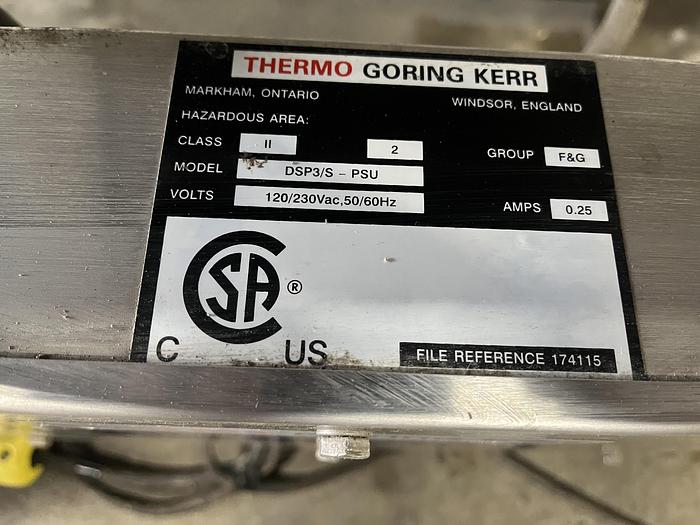 THERMO GORING KERR
MARKHAM, ONTARIO WINDSOR, ENGLAND
HAZARDOUS AREA:
CLASS II 2 GROUP F&G
MODEL DSP3/S - PSU
VOLTS 120/230Vac,50/60Hz AMPS 0.25
CSA ®
C US
FILE REFERENCE 174115